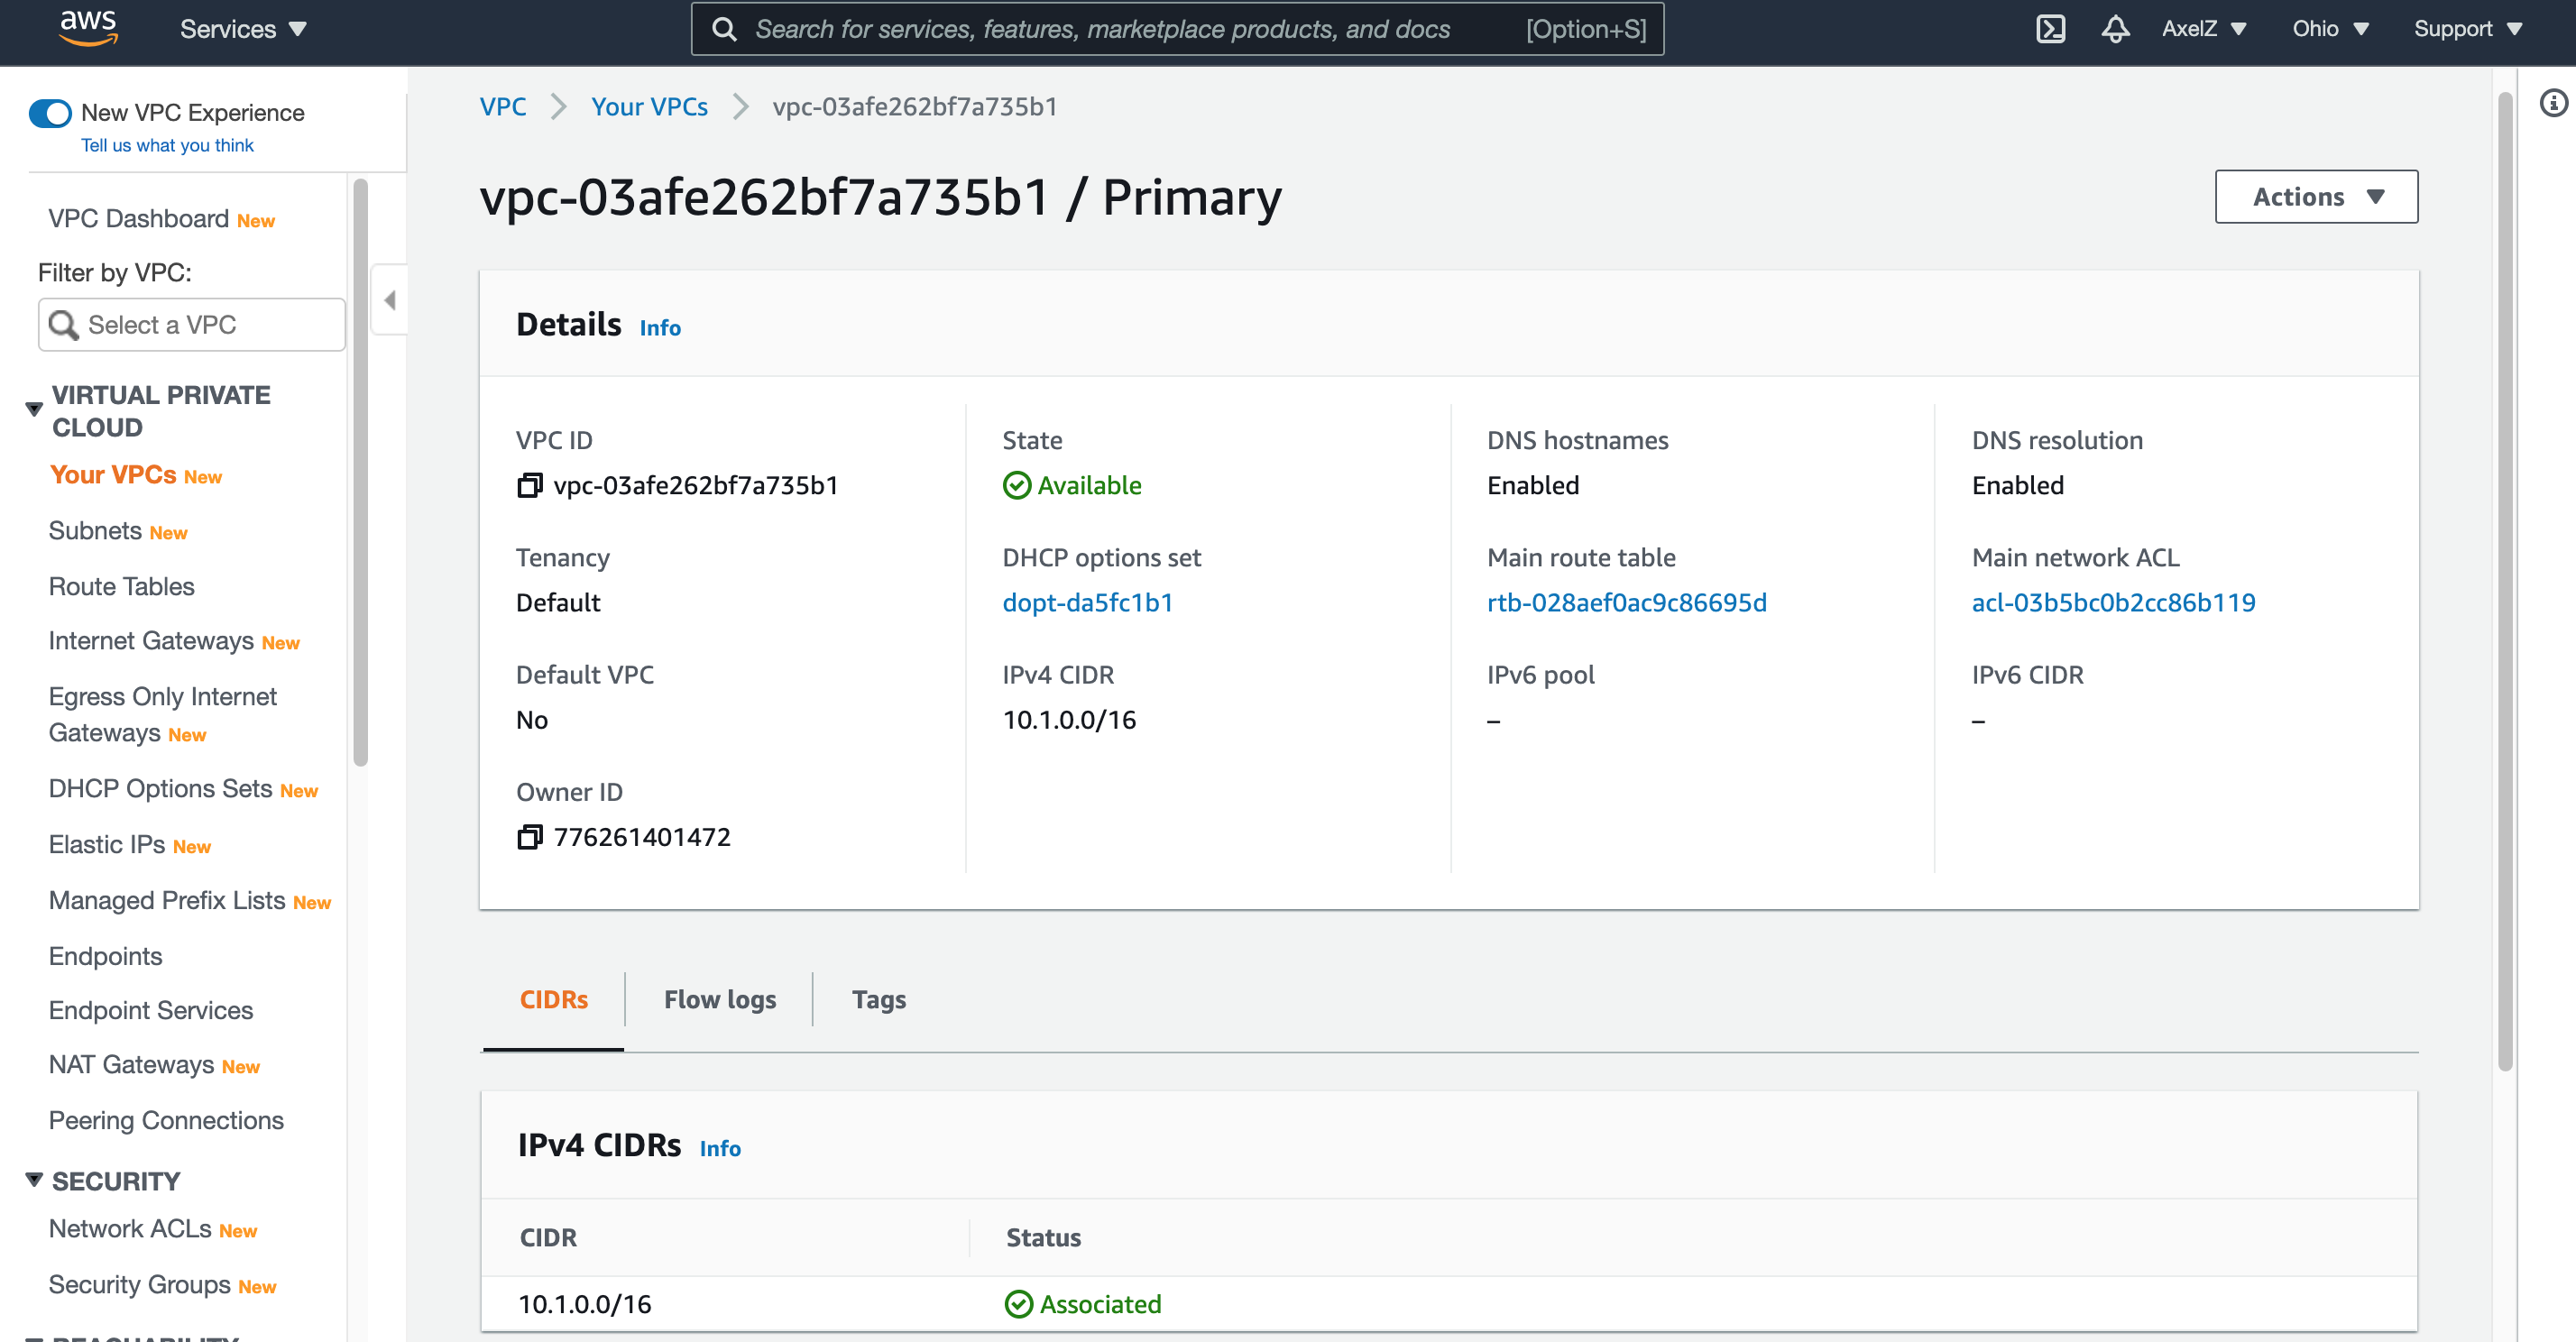 aws
Services
Search for services, features, marketplace products, and docs [Option+S]
AxelZ
Ohio
Support
New VPC Experience
Tell us what you think
VPC Dashboard New
Filter by VPC:
Select a VPC
VIRTUAL PRIVATE
CLOUD
Your VPCs New
Subnets New
Route Tables
Internet Gateways New
Egress Only Internet
Gateways New
DHCP Options Sets New
Elastic IPs New
Managed Prefix Lists New
Endpoints
Endpoint Services
NAT Gateways New
Peering Connections
SECURITY
Network ACLs New
Security Groups New
REACHABILITY
VPC
Your VPCs
vpc-03afe262bf7a735b1
vpc-03afe262bf7a735b1 / Primary
Actions
Details Info
VPC ID
vpc-03afe262bf7a735b1
State
Available
DNS hostnames
Enabled
DNS resolution
Enabled
Tenancy
Default
DHCP options set
dopt-da5fc1b1
Main route table
rtb-028aef0ac9c86695d
Main network ACL
acl-03b5bc0b2cc86b119
Default VPC
No
IPv4 CIDR
10.1.0.0/16
IPv6 pool
–
IPv6 CIDR
–
Owner ID
776261401472
CIDRs
Flow logs
Tags
IPv4 CIDRs Info
CIDR
Status
10.1.0.0/16
Associated